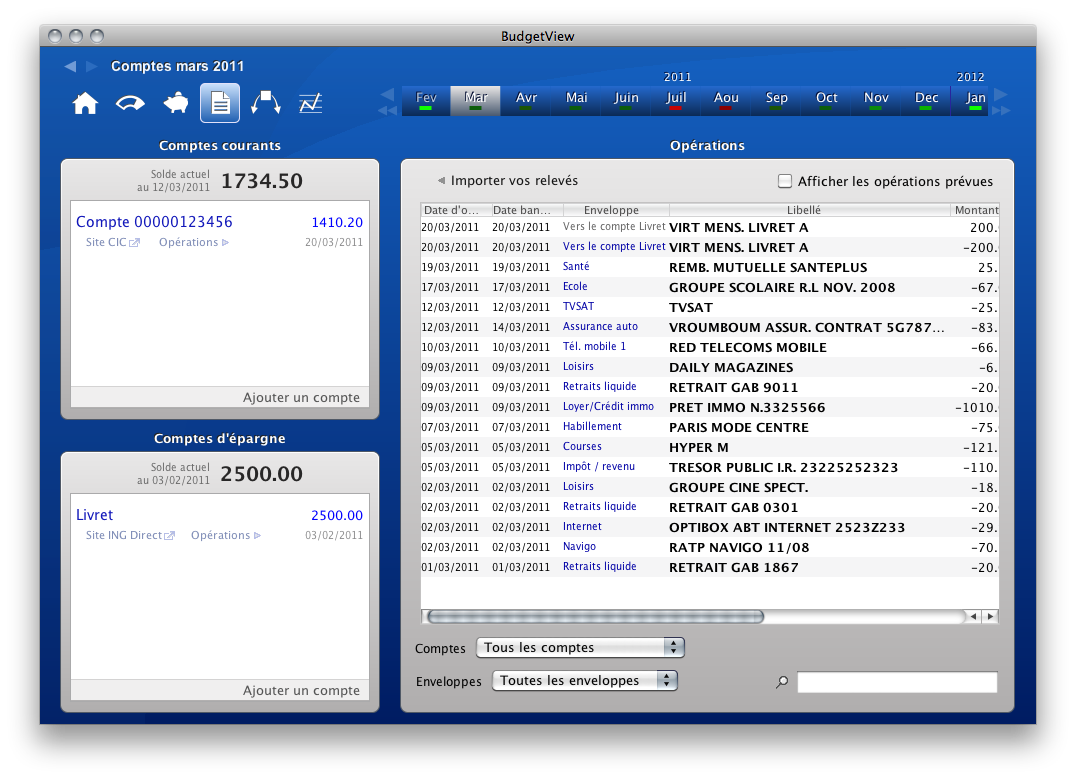 BudgetView
Comptes mars 2011
2011 2012
Fev Mar Avr Mai Juin Juil Aou Sep Oct Nov Dec Jan
Comptes courants
Solde actuel
au 12/03/2011 1734.50
Compte 00000123456 1410.20
Site CIC Opérations 20/03/2011
Ajouter un compte
Comptes d'épargne
Solde actuel
au 03/02/2011 2500.00
Livret 2500.00
Site ING Direct Opérations 03/02/2011
Ajouter un compte
Opérations
Importer vos relevés Afficher les opérations prévues
Date d'o... Date ban... Enveloppe Libellé Montant
20/03/2011 20/03/2011 Vers le compte Livret VIRT MENS. LIVRET A 200.
20/03/2011 20/03/2011 Vers le compte Livret VIRT MENS. LIVRET A -200.
19/03/2011 19/03/2011 Santé REMB. MUTUELLE SANTEPLUS 25.
17/03/2011 17/03/2011 Ecole GROUPE SCOLAIRE R.L NOV. 2008 -67.
12/03/2011 12/03/2011 TVSAT TVSAT -25.
12/03/2011 14/03/2011 Assurance auto VROUMBOUM ASSUR. CONTRAT 5G787... -83.
10/03/2011 10/03/2011 Tél. mobile 1 RED TELECOMS MOBILE -66.
09/03/2011 09/03/2011 Loisirs DAILY MAGAZINES -6.
09/03/2011 09/03/2011 Retraits liquide RETRAIT GAB 9011 -20.
09/03/2011 09/03/2011 Loyer/Crédit immo PRET IMMO N.3325566 -1010.
07/03/2011 07/03/2011 Habillement PARIS MODE CENTRE -75.
05/03/2011 05/03/2011 Courses HYPER M -121.
05/03/2011 05/03/2011 Impôt / revenu TRESOR PUBLIC I.R. 23225252323 -110.
02/03/2011 02/03/2011 Loisirs GROUPE CINE SPECT. -18.
02/03/2011 02/03/2011 Retraits liquide RETRAIT GAB 0301 -20.
02/03/2011 02/03/2011 Internet OPTIBOX ABT INTERNET 2523Z233 -29.
02/03/2011 02/03/2011 Navigo RATP NAVIGO 11/08 -70.
01/03/2011 01/03/2011 Retraits liquide RETRAIT GAB 1867 -20.
Comptes Tous les comptes
Enveloppes Toutes les enveloppes